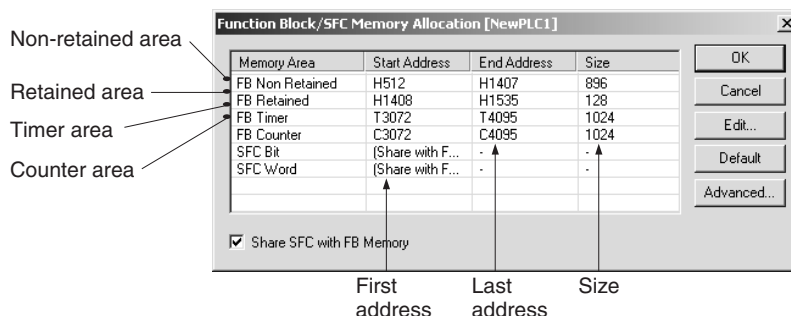 Function Block/SFC Memory Allocation [NewPLC1]
Non-retained area
Retained area
Timer area
Counter area
Memory Area Start Address End Address Size
FB Non Retained H512 H1407 896
FB Retained H1408 H1535 128
FB Timer T3072 T4095 1024
FB Counter C3072 C4095 1024
SFC Bit (Share with F... - -
SFC Word (Share with F... - -
OK
Cancel
Edit...
Default
Advanced...
Share SFC with FB Memory
First address
Last address
Size